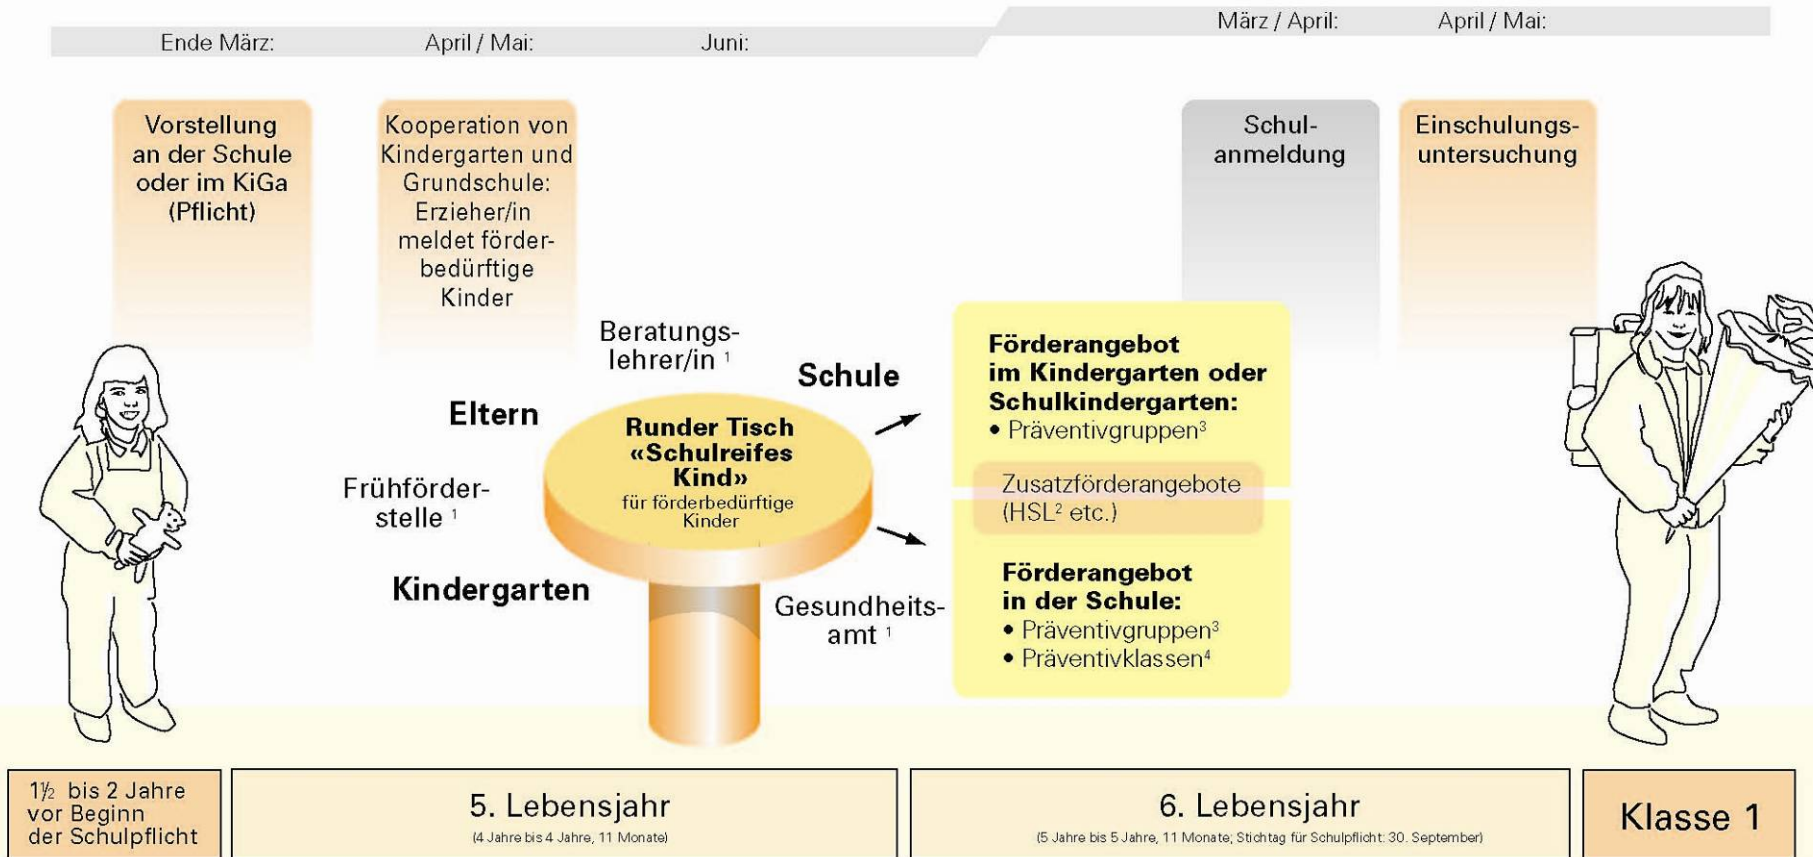 Ende März:
April / Mai:
Juni:
März / April:
April / Mai:
Vorstellung
an der Schule
oder im KiGa
(Pflicht)
Kooperation von
Kindergarten und
Grundschule:
Erzieher/in
meldet förder-
bedürftige
Kinder
Schul-
anmeldung
Einschulungs-
untersuchung
Beratungs-
lehrer/in ¹
Schule
Eltern
Frühförder-
stelle ¹
Kindergarten
Gesundheits-
amt ¹
Runder Tisch
«Schulreifes
Kind»
für förderbedürftige
Kinder
Förderangebot
im Kindergarten oder
Schulkindergarten:
• Präventivgruppen³
Zusatzförderangebote
(HSL² etc.)
Förderangebot
in der Schule:
• Präventivgruppen³
• Präventivklassen⁴
1½ bis 2 Jahre
vor Beginn
der Schulpflicht
5. Lebensjahr
(4 Jahre bis 4 Jahre, 11 Monate)
6. Lebensjahr
(5 Jahre bis 5 Jahre, 11 Monate; Stichtag für Schulpflicht: 30. September)
Klasse 1